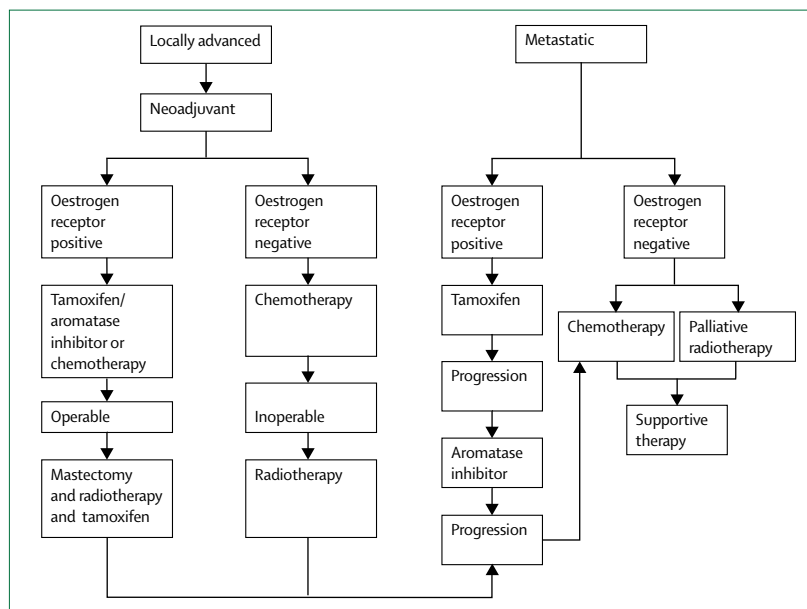 Locally advanced
Neoadjuvant
Oestrogen
receptor
positive
Tamoxifen/
aromatase
inhibitor or
chemotherapy
Operable
Mastectomy
and radiotherapy
and tamoxifen
Oestrogen
receptor
negative
Chemotherapy
Inoperable
Radiotherapy
Metastatic
Oestrogen
receptor
positive
Tamoxifen
Progression
Aromatase
inhibitor
Progression
Oestrogen
receptor
negative
Chemotherapy
Palliative
radiotherapy
Supportive
therapy